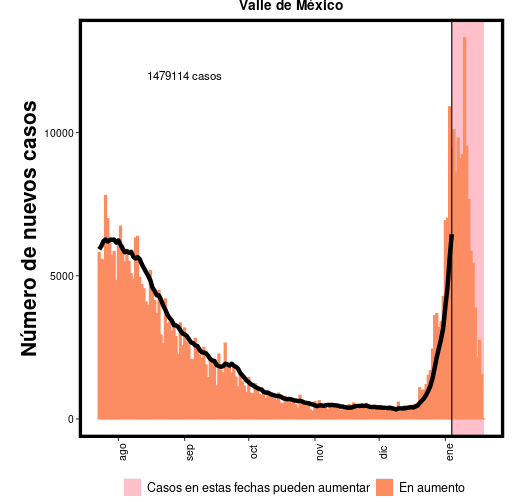 Valle de México
1479114 casos
Número de nuevos casos
10000
5000
0
ago
sep
oct
nov
dic
ene
Casos en estas fechas pueden aumentar
En aumento